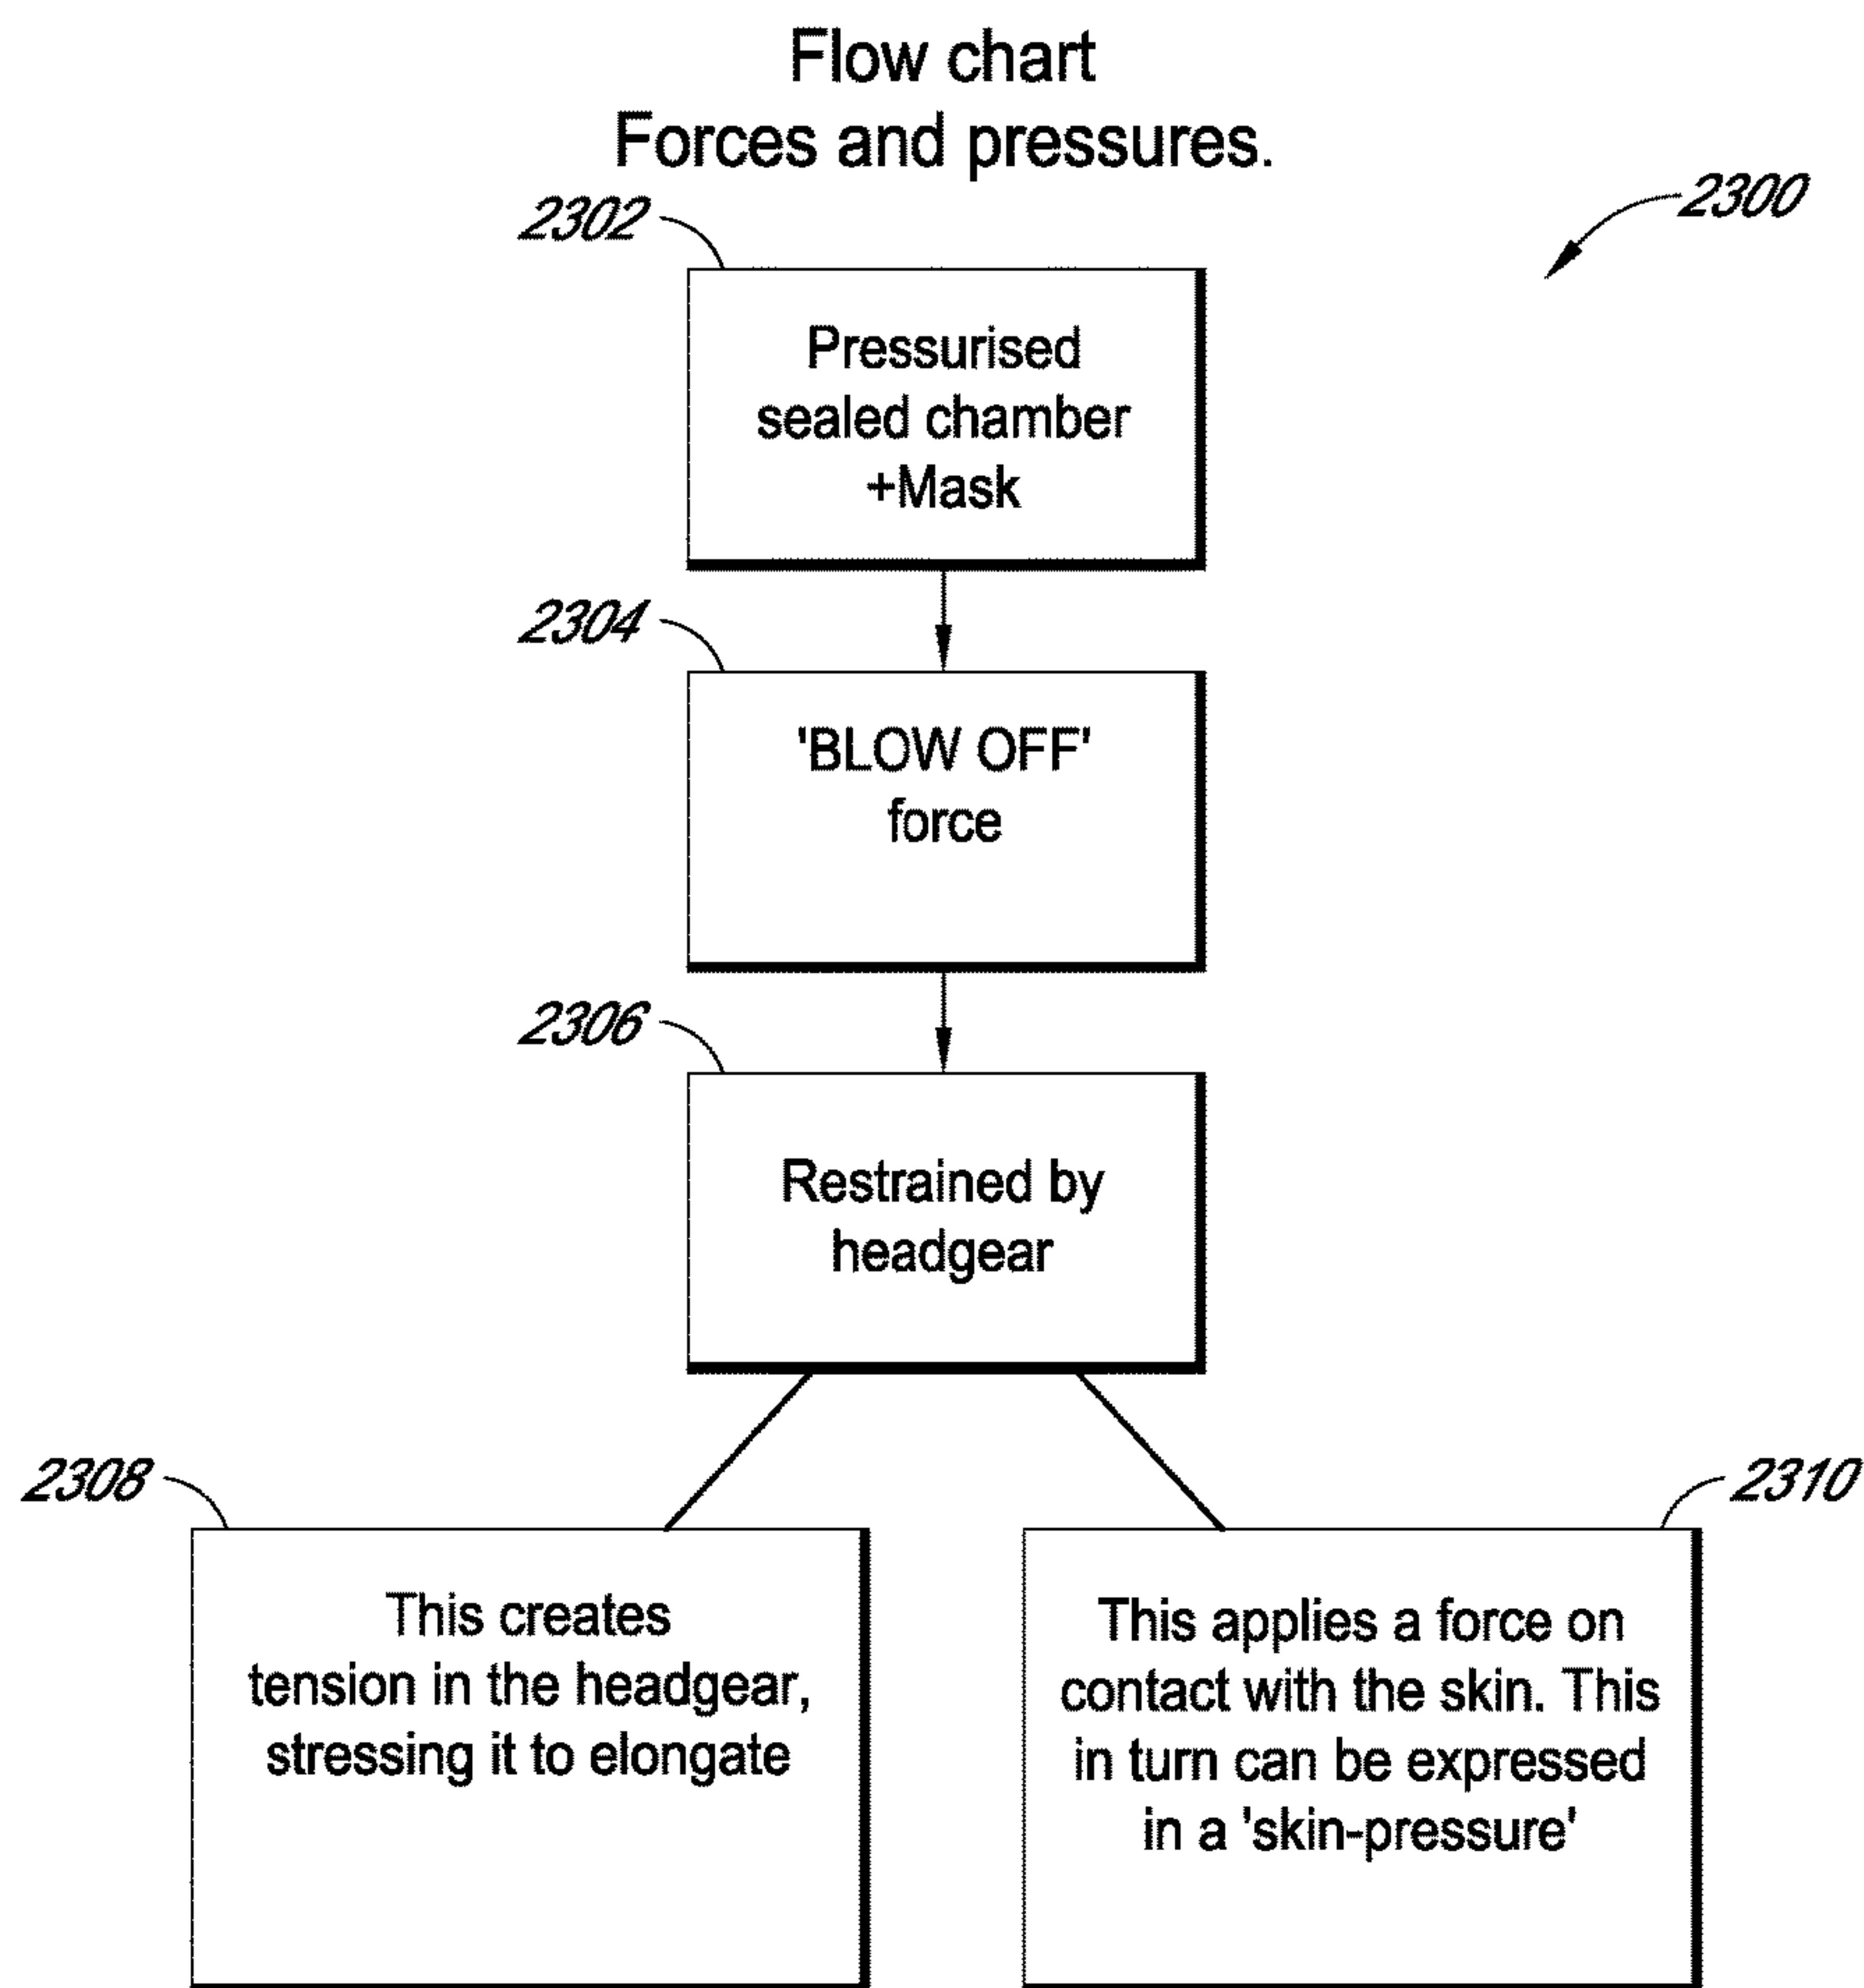 Flow chart
Forces and pressures.
2300
2302
Pressurised
sealed chamber
+Mask
2304
'BLOW OFF'
force
2306
Restrained by
headgear
2308
This creates
tension in the headgear,
stressing it to elongate
2310
This applies a force on
contact with the skin. This
in turn can be expressed
in a 'skin-pressure'